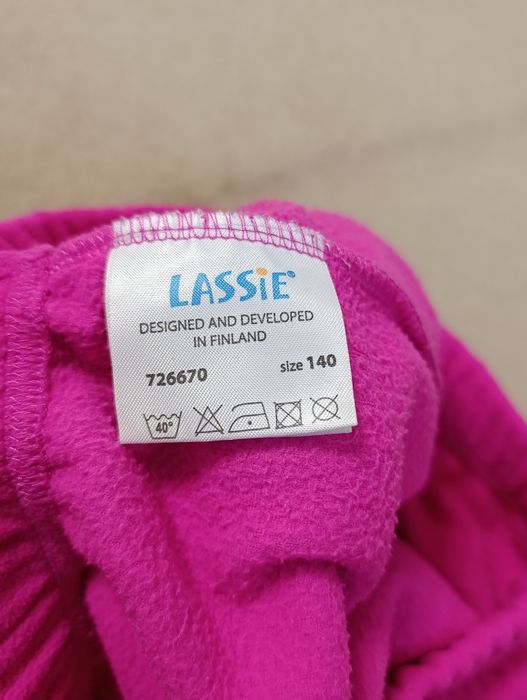 LASSiE®
DESIGNED AND DEVELOPED
IN FINLAND
726670 size 140
40°